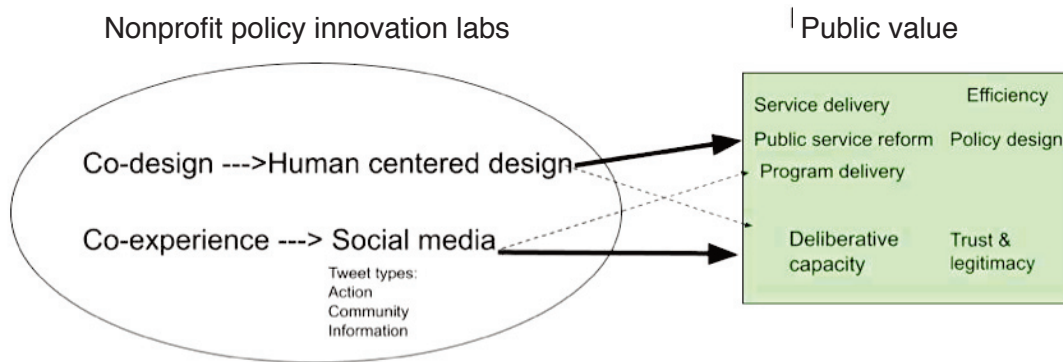 Nonprofit policy innovation labs
Public value
Service delivery
Efficiency
Public service reform
Policy design
Program delivery
Co-design --->Human centered design
Co-experience ---> Social media
Tweet types:
Action
Community
Information
Deliberative
capacity
Trust &
legitimacy